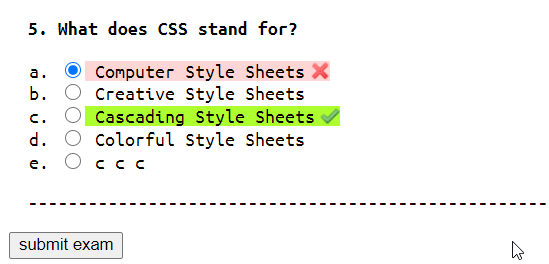 5. What does CSS stand for?
a. Computer Style Sheets ❌
b. Creative Style Sheets
c. Cascading Style Sheets ✅
d. Colorful Style Sheets
e. c c c
----------------------------------------------------
submit exam